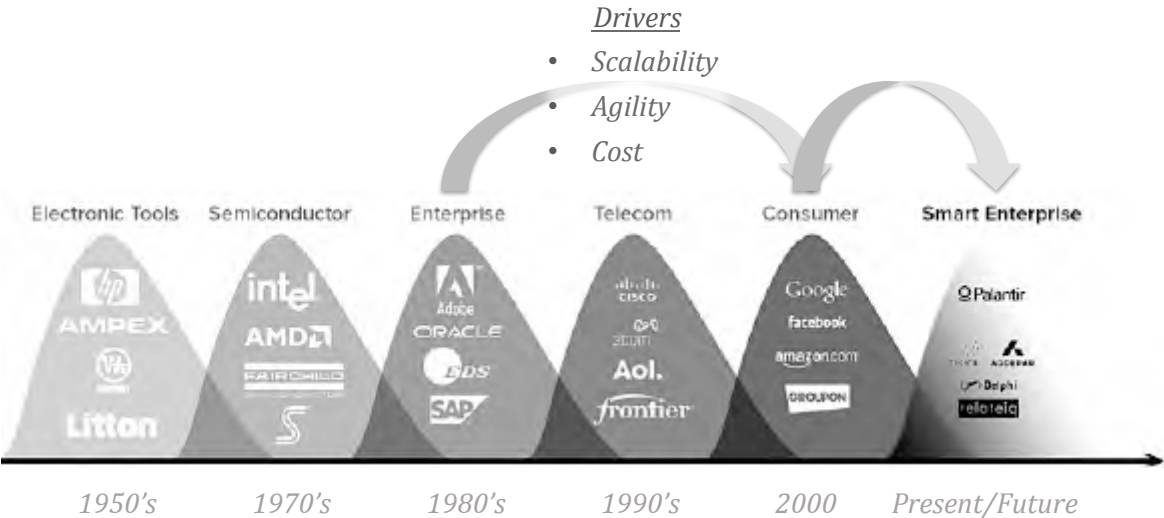 Drivers
• Scalability
• Agility
• Cost
Electronic Tools Semiconductor Enterprise Telecom Consumer Smart Enterprise
hp
AMPEX
Litton
intel
AMD
FAIRCHILD
S
Adobe
ORACLE
EDS
SAP
CISCO
3com
Aol.
frontier
Google
facebook
amazon.com
GROUPON
Palantir
Delphi
1950's 1970's 1980's 1990's 2000 Present/Future